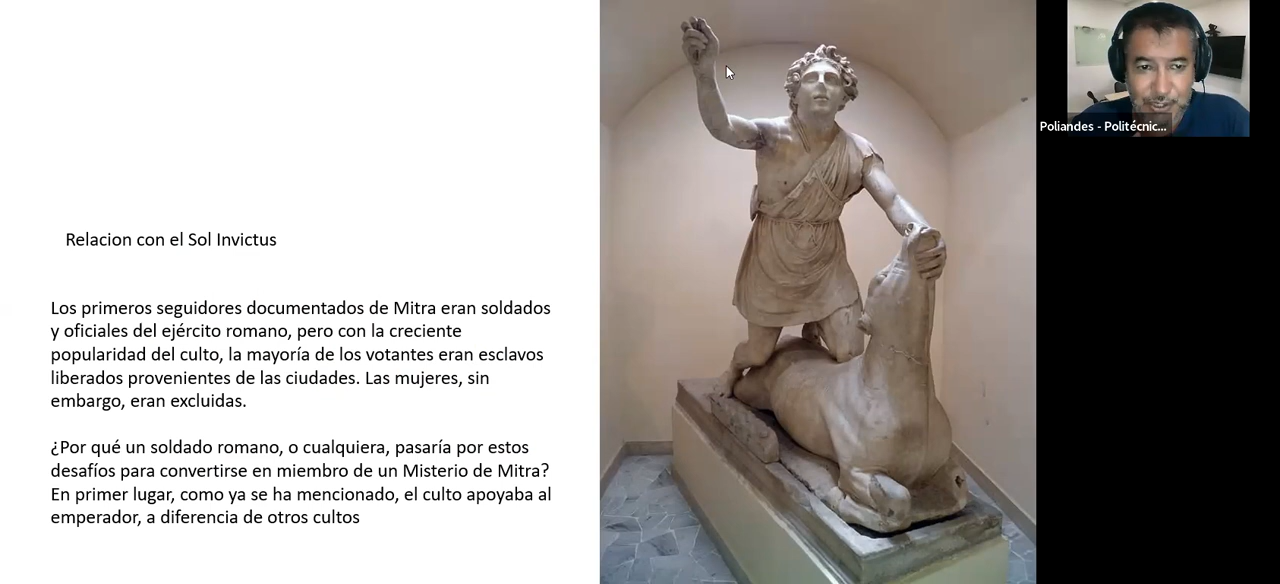 Relacion con el Sol Invictus
Los primeros seguidores documentados de Mitra eran soldados
y oficiales del ejército romano, pero con la creciente
popularidad del culto, la mayoría de los votantes eran esclavos
liberados provenientes de las ciudades. Las mujeres, sin
embargo, eran excluidas.
¿Por qué un soldado romano, o cualquiera, pasaría por estos
desafíos para convertirse en miembro de un Misterio de Mitra?
En primer lugar, como ya se ha mencionado, el culto apoyaba al
emperador, a diferencia de otros cultos
Poliandes - Politécnic...